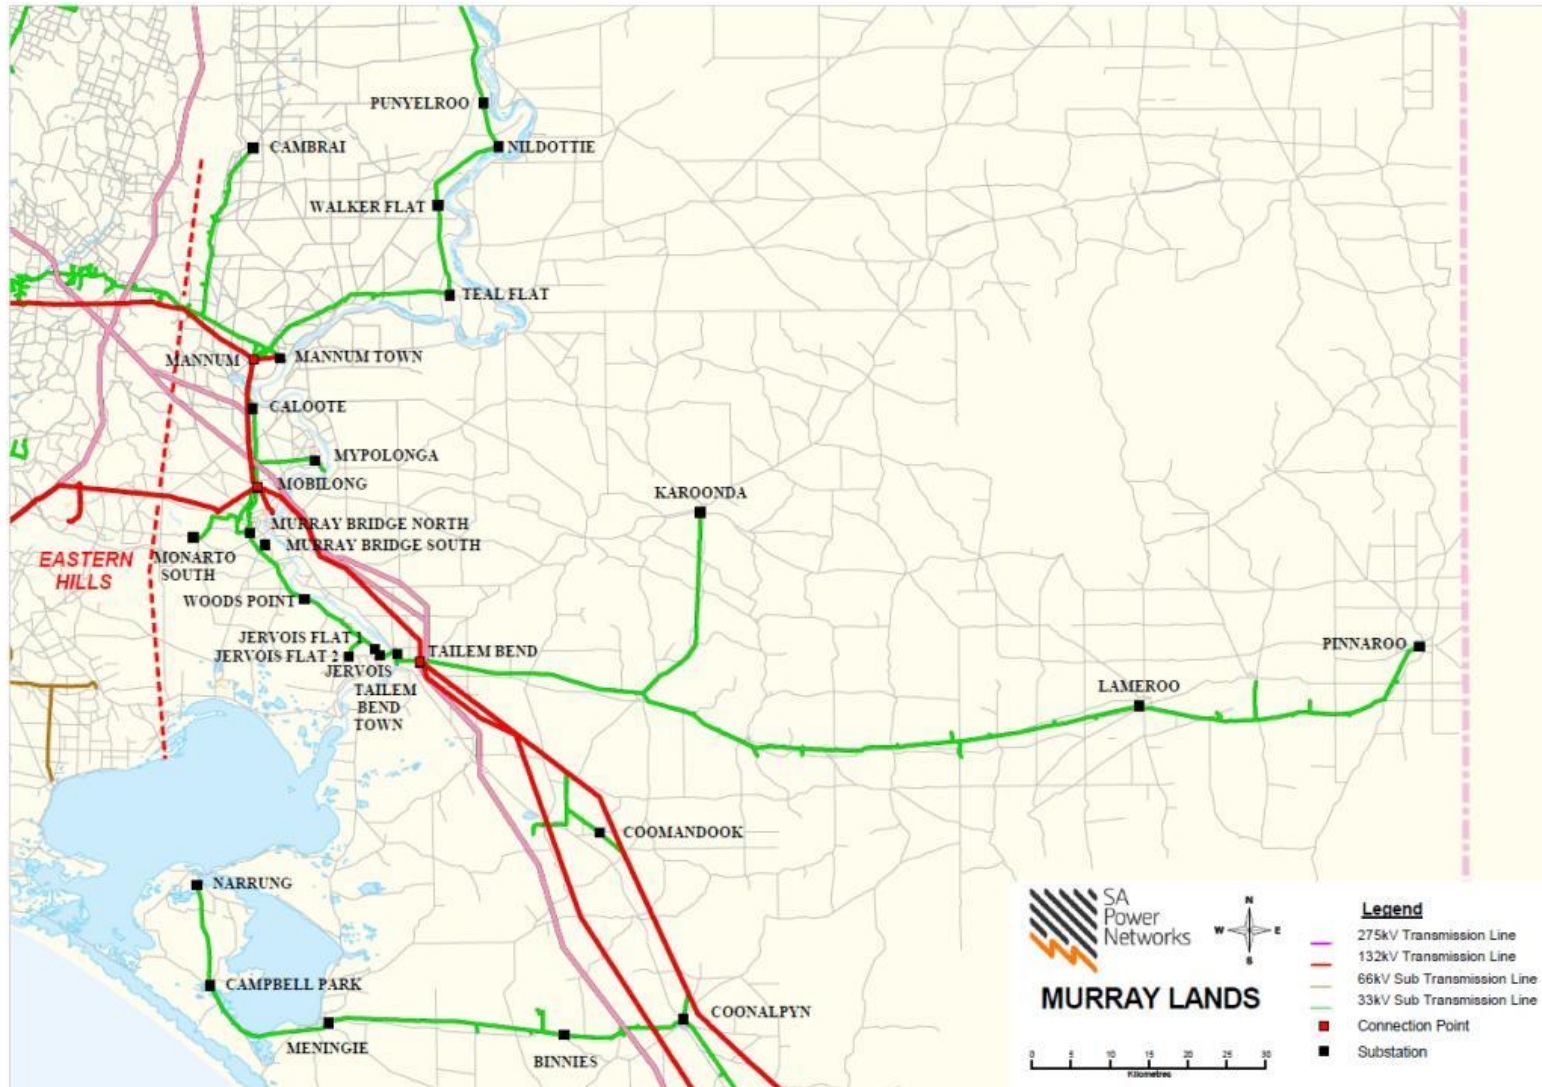 PUNYELROO
CAMBRAI
NILDOTTIE
WALKER FLAT
TEAL FLAT
MANNUM
MANNUM TOWN
CALOOTE
MYPOLONGA
MOBILONG
KAROONDA
MURRAY BRIDGE NORTH
MURRAY BRIDGE SOUTH
EASTERN
HILLS
MONARTO
SOUTH
WOODS POINT
JERVOIS FLAT 1
JERVOIS FLAT 2
JERVOIS
TAILEM BEND
TAILEM
BEND
TOWN
PINNAROO
LAMEROO
COOMANDOOK
NARRUNG
CAMPBELL PARK
MENINGIE
BINNIES
COONALPYN
SA
Power
Networks
N
W E
S
MURRAY LANDS
0 5 10 15 20 25 30
Kilometres
Legend
275kV Transmission Line
132kV Transmission Line
66kV Sub Transmission Line
33kV Sub Transmission Line
Connection Point
Substation